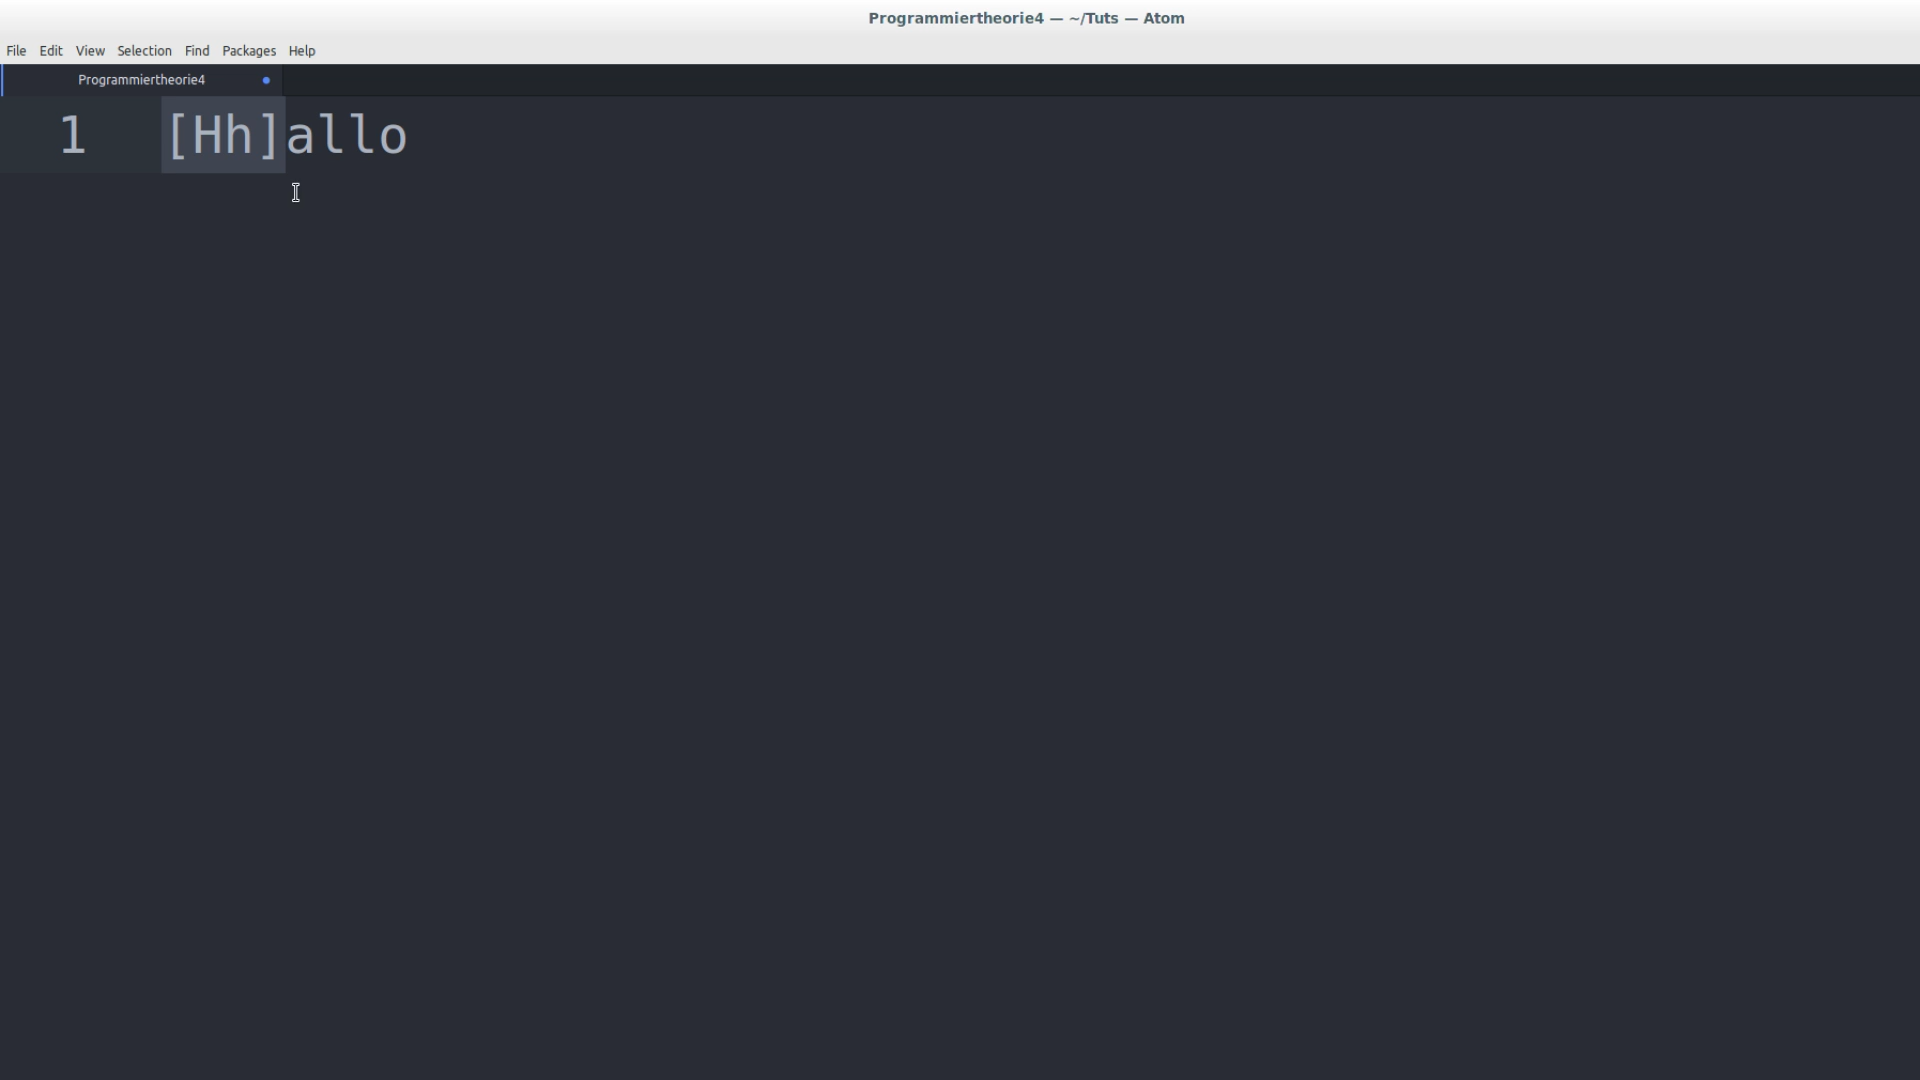 Programmiertheorie4 — ~/Tuts — Atom
File Edit View Selection Find Packages Help
Programmiertheorie4
1 [Hh]allo